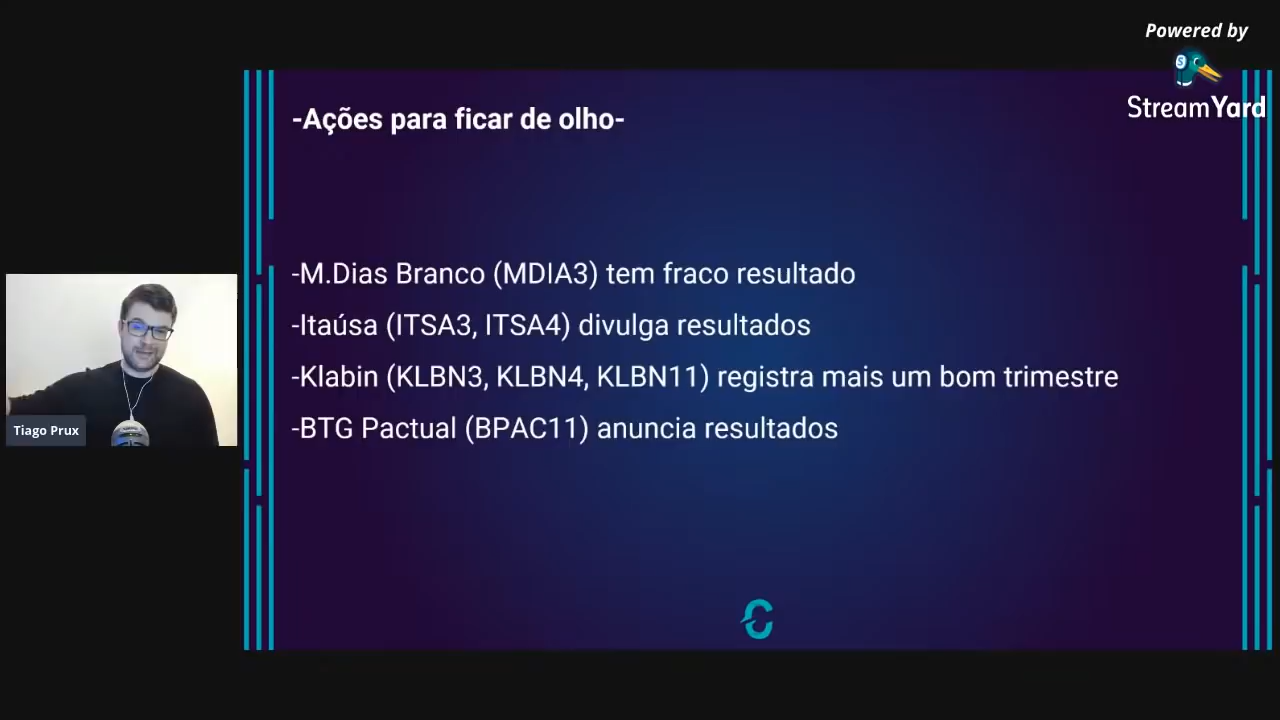 Powered by
StreamYard
-Ações para ficar de olho-
-M.Dias Branco (MDIA3) tem fraco resultado
-Itaúsa (ITSA3, ITSA4) divulga resultados
-Klabin (KLBN3, KLBN4, KLBN11) registra mais um bom trimestre
-BTG Pactual (BPAC11) anuncia resultados
Tiago Prux